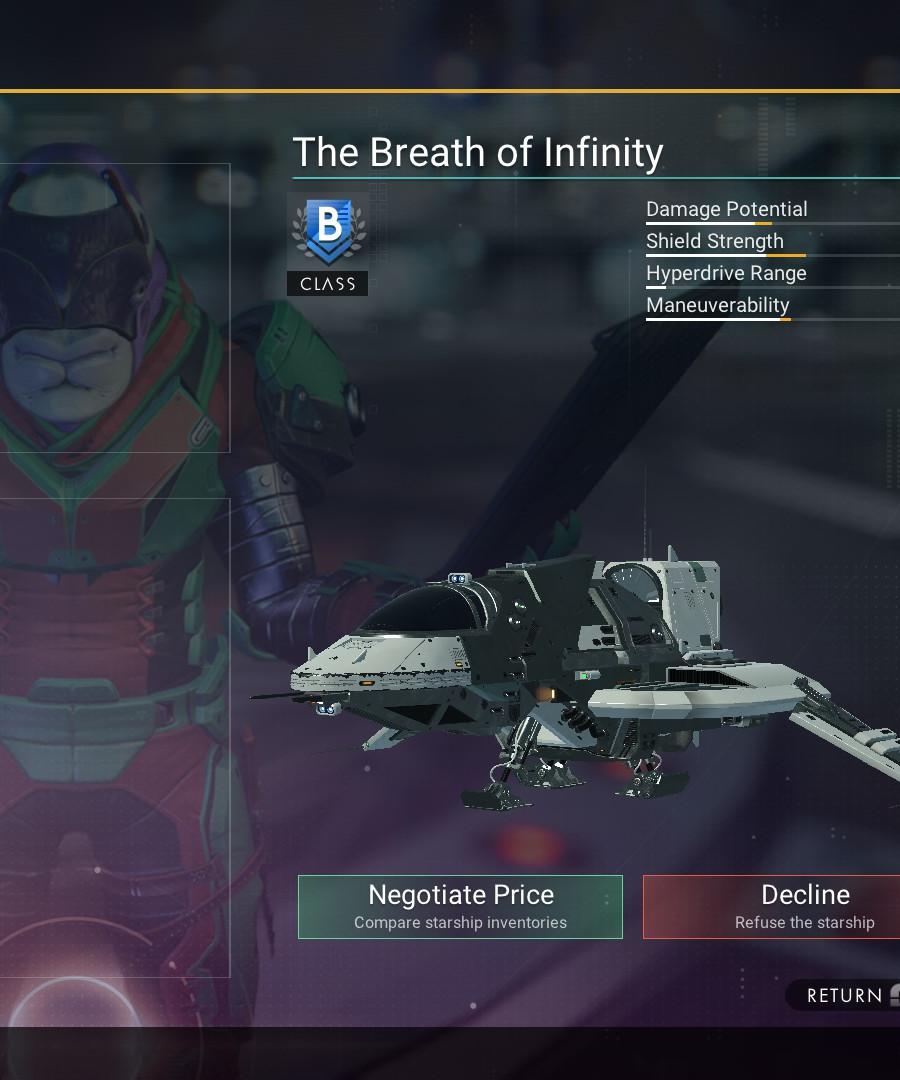 The Breath of Infinity
B
CLASS
Damage Potential
Shield Strength
Hyperdrive Range
Maneuverability
Negotiate Price
Compare starship inventories
Decline
Refuse the starship
RETURN